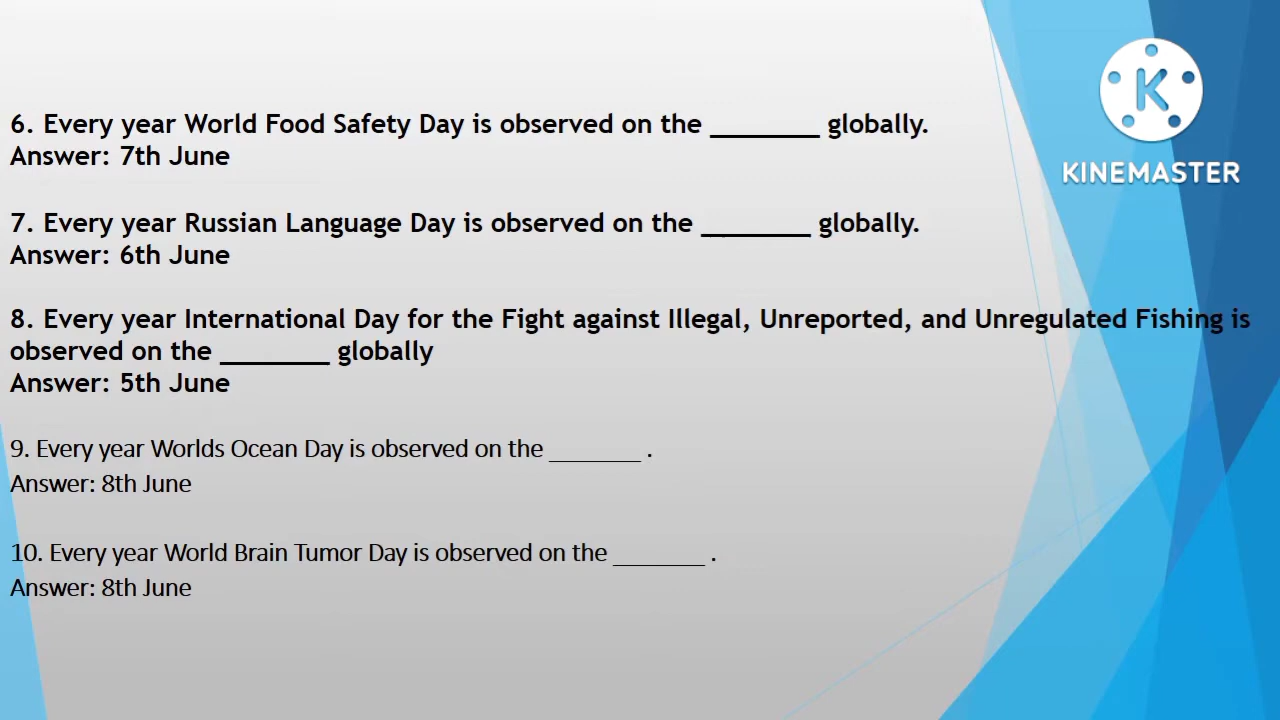 6. Every year World Food Safety Day is observed on the ________ globally.
Answer: 7th June
7. Every year Russian Language Day is observed on the ________ globally.
Answer: 6th June
8. Every year International Day for the Fight against Illegal, Unreported, and Unregulated Fishing is
observed on the ________ globally
Answer: 5th June
9. Every year Worlds Ocean Day is observed on the _______ .
Answer: 8th June
10. Every year World Brain Tumor Day is observed on the _______ .
Answer: 8th June
K
KINEMASTER